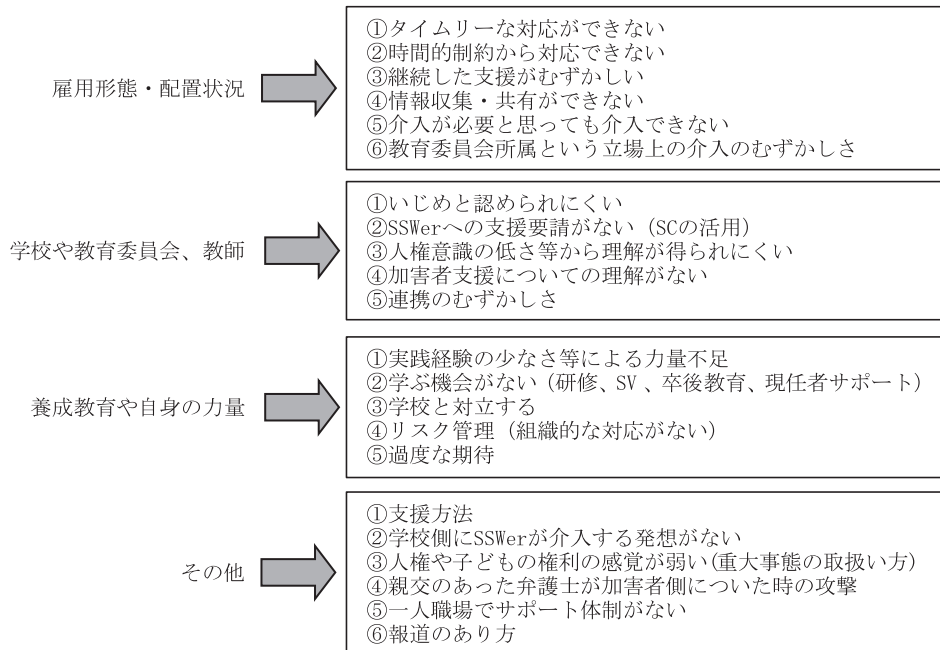 雇用形態・配置状況
①タイムリーな対応ができない
②時間的制約から対応できない
③継続した支援がむずかしい
④情報収集・共有ができない
⑤介入が必要と思っても介入できない
⑥教育委員会所属という立場上の介入のむずかしさ
学校や教育委員会、教師
①いじめと認められにくい
②SSWerへの支援要請がない（SCの活用）
③人権意識の低さ等から理解が得られにくい
④加害者支援についての理解がない
⑤連携のむずかしさ
養成教育や自身の力量
①実践経験の少なさ等による力量不足
②学ぶ機会がない（研修、SV 、卒後教育、現任者サポート）
③学校と対立する
④リスク管理（組織的な対応がない）
⑤過度な期待
その他
①支援方法
②学校側にSSWerが介入する発想がない
③人権や子どもの権利の感覚が弱い(重大事態の取扱い方)
④親交のあった弁護士が加害者側についた時の攻撃
⑤一人職場でサポート体制がない
⑥報道のあり方